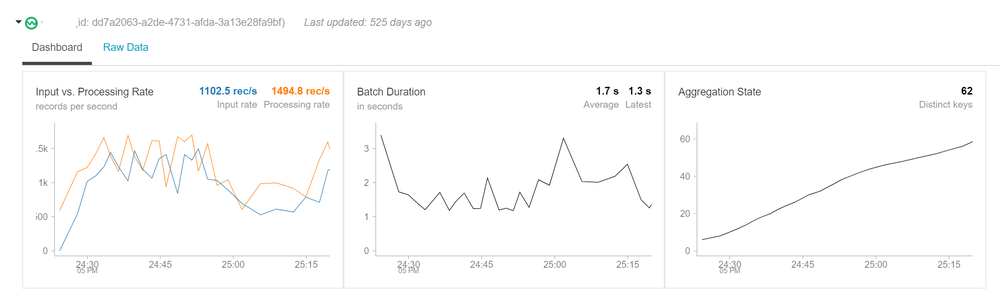 _id: dd7a2063-a2de-4731-afda-3a13e28fa9bf) Last updated: 525 days ago
Dashboard Raw Data
Input vs. Processing Rate 1102.5 rec/s 1494.8 rec/s
records per second Input rate Processing rate
.5k
1k
500
0
24:30 24:45 25:00 25:15
05 PM
Batch Duration 1.7 s 1.3 s
in seconds Average Latest
3
2
1
0
24:30 24:45 25:00 25:15
05 PM
Aggregation State 62
Distinct keys
60
40
20
0
24:30 24:45 25:00 25:15
05 PM